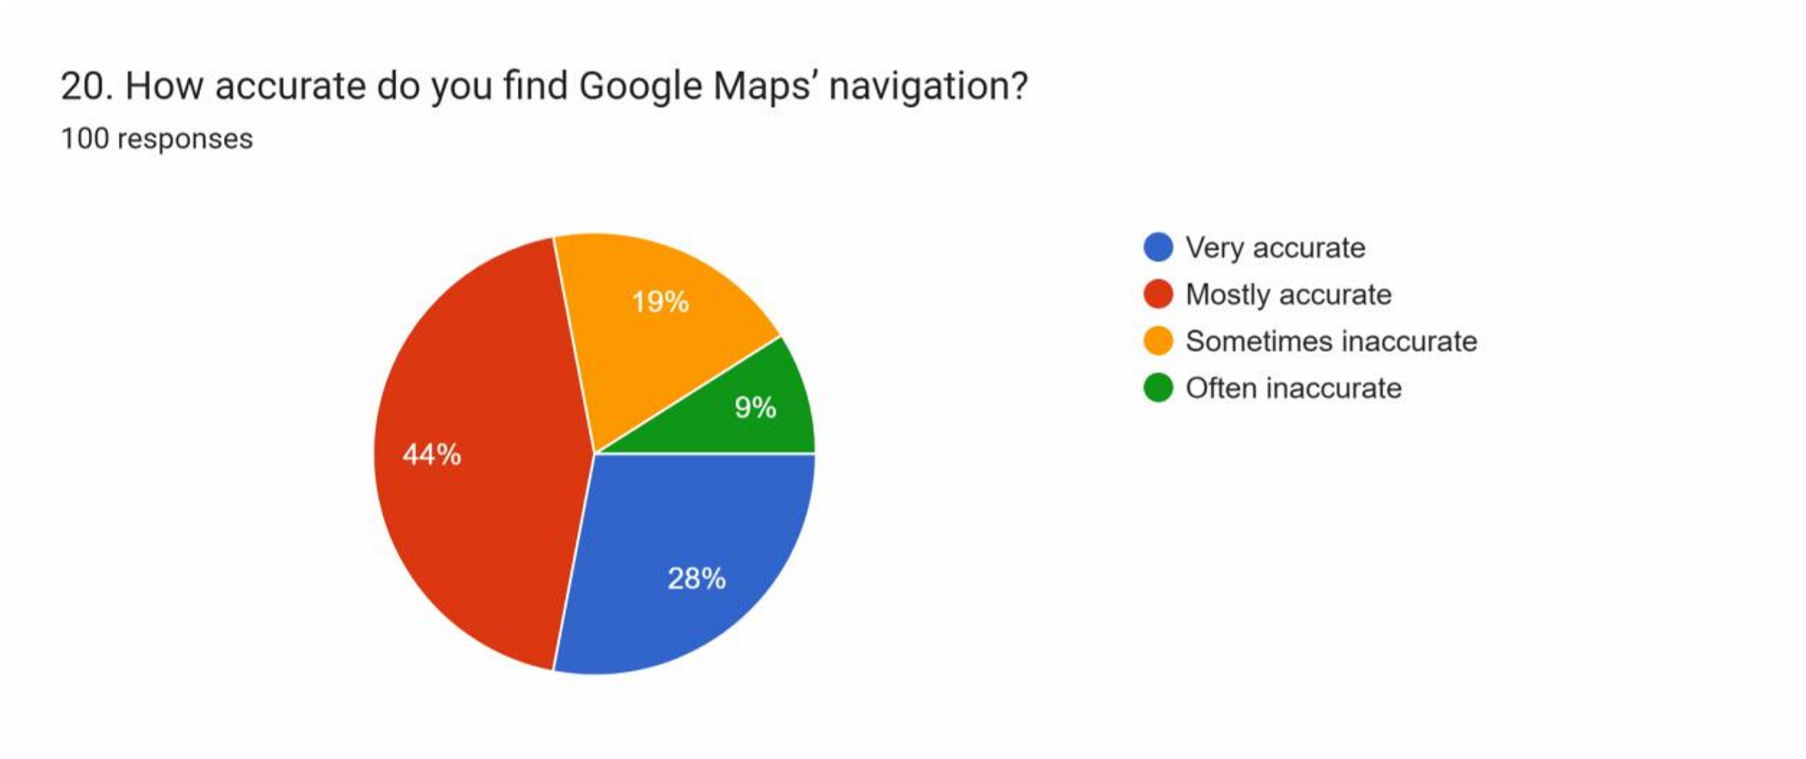 20. How accurate do you find Google Maps’ navigation?
100 responses
19%
9%
44%
28%
Very accurate
Mostly accurate
Sometimes inaccurate
Often inaccurate